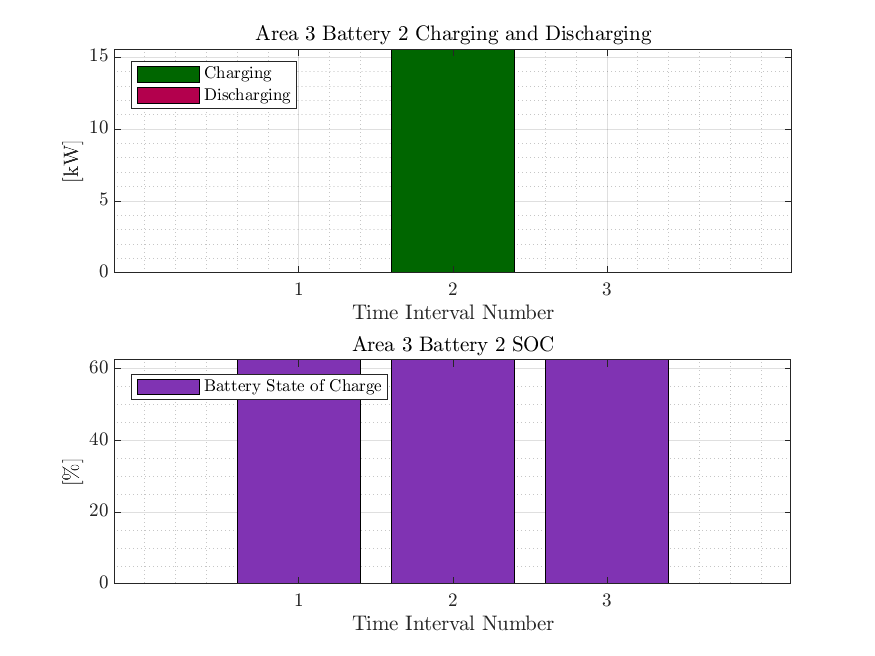 Area 3 Battery 2 Charging and Discharging
15
Charging
Discharging
10
[kW]
5
0
1 2 3
Time Interval Number
Area 3 Battery 2 SOC
60
Battery State of Charge
40
[%]
20
0
1 2 3
Time Interval Number